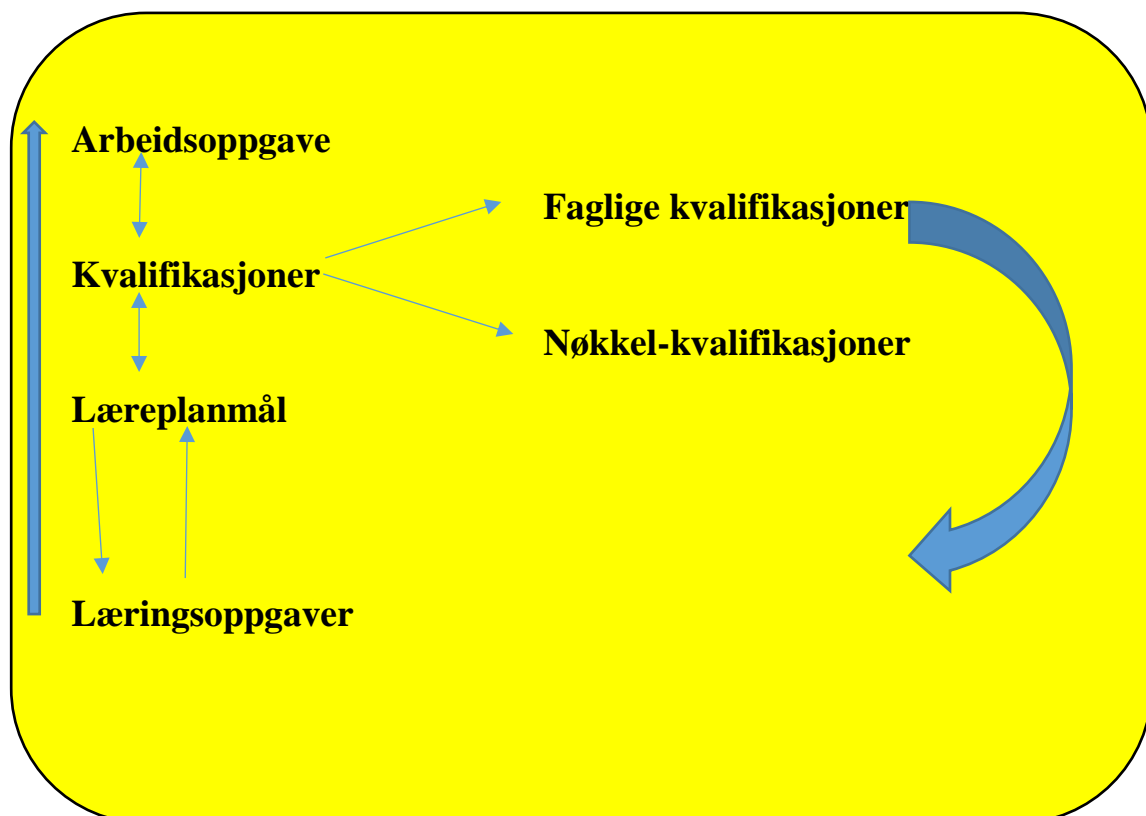 Arbeidsoppgave
Faglige kvalifikasjoner
Kvalifikasjoner
Nøkkel-kvalifikasjoner
Læreplanmål
Læringsoppgaver